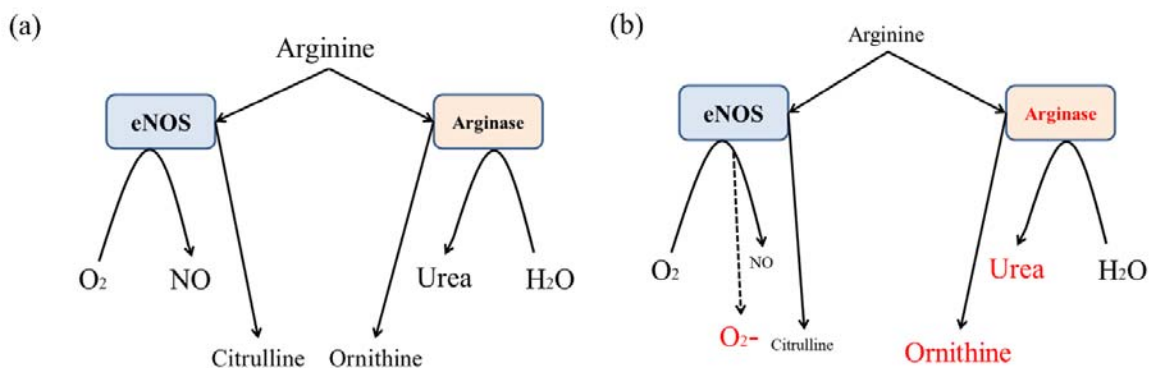 (a)
Arginine
eNOS
Arginase
O2
NO
Urea
H2O
Citrulline
Ornithine
(b)
Arginine
eNOS
Arginase
O2
NO
Urea
H2O
O2-
Citrulline
Ornithine